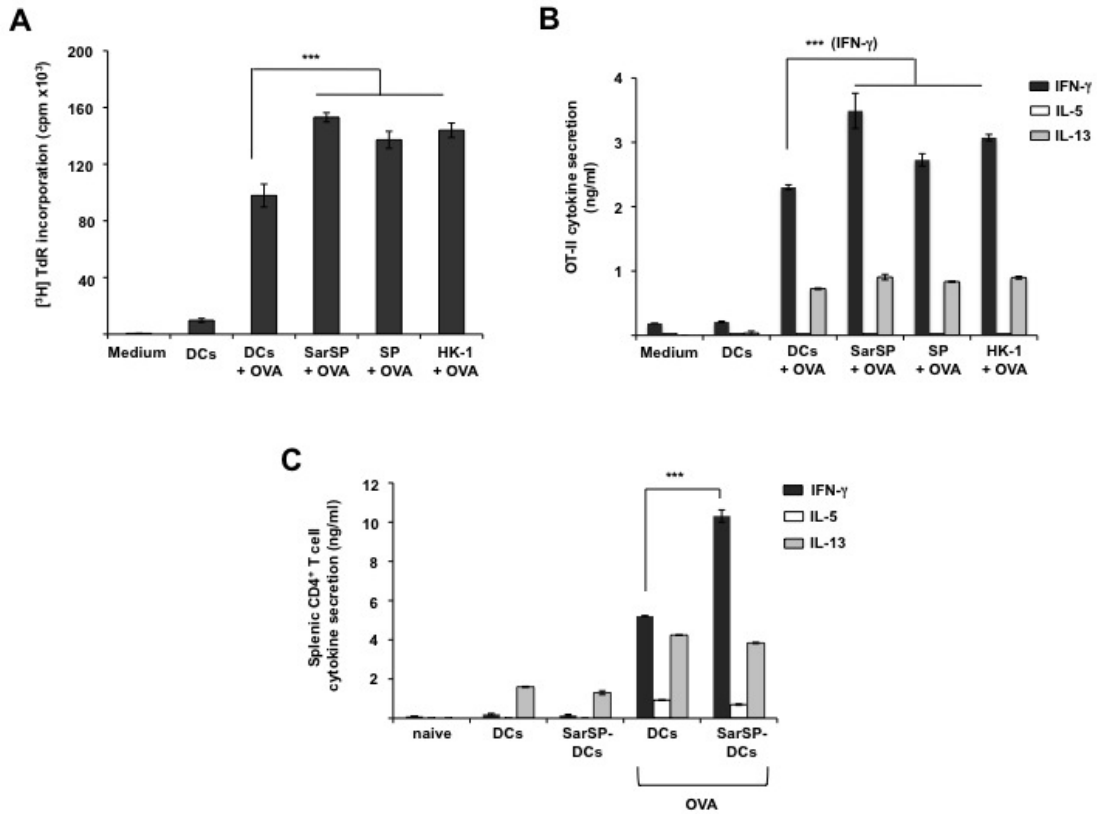 A
[³H] TdR incorporation (cpm x10³)
200
160
120
80
40
***
Medium
DCs
DCs
+ OVA
SarSP
+ OVA
SP
+ OVA
HK-1
+ OVA
B
OT-II cytokine secretion
(ng/ml)
4
3
2
1
*** (IFN-γ)
IFN-γ
IL-5
IL-13
Medium
DCs
DCs
+ OVA
SarSP
+ OVA
SP
+ OVA
HK-1
+ OVA
C
Splenic CD4⁺ T cell
cytokine secretion (ng/ml)
12
10
8
6
4
2
***
IFN-γ
IL-5
IL-13
naive
DCs
SarSP-
DCs
DCs
SarSP-
DCs
OVA